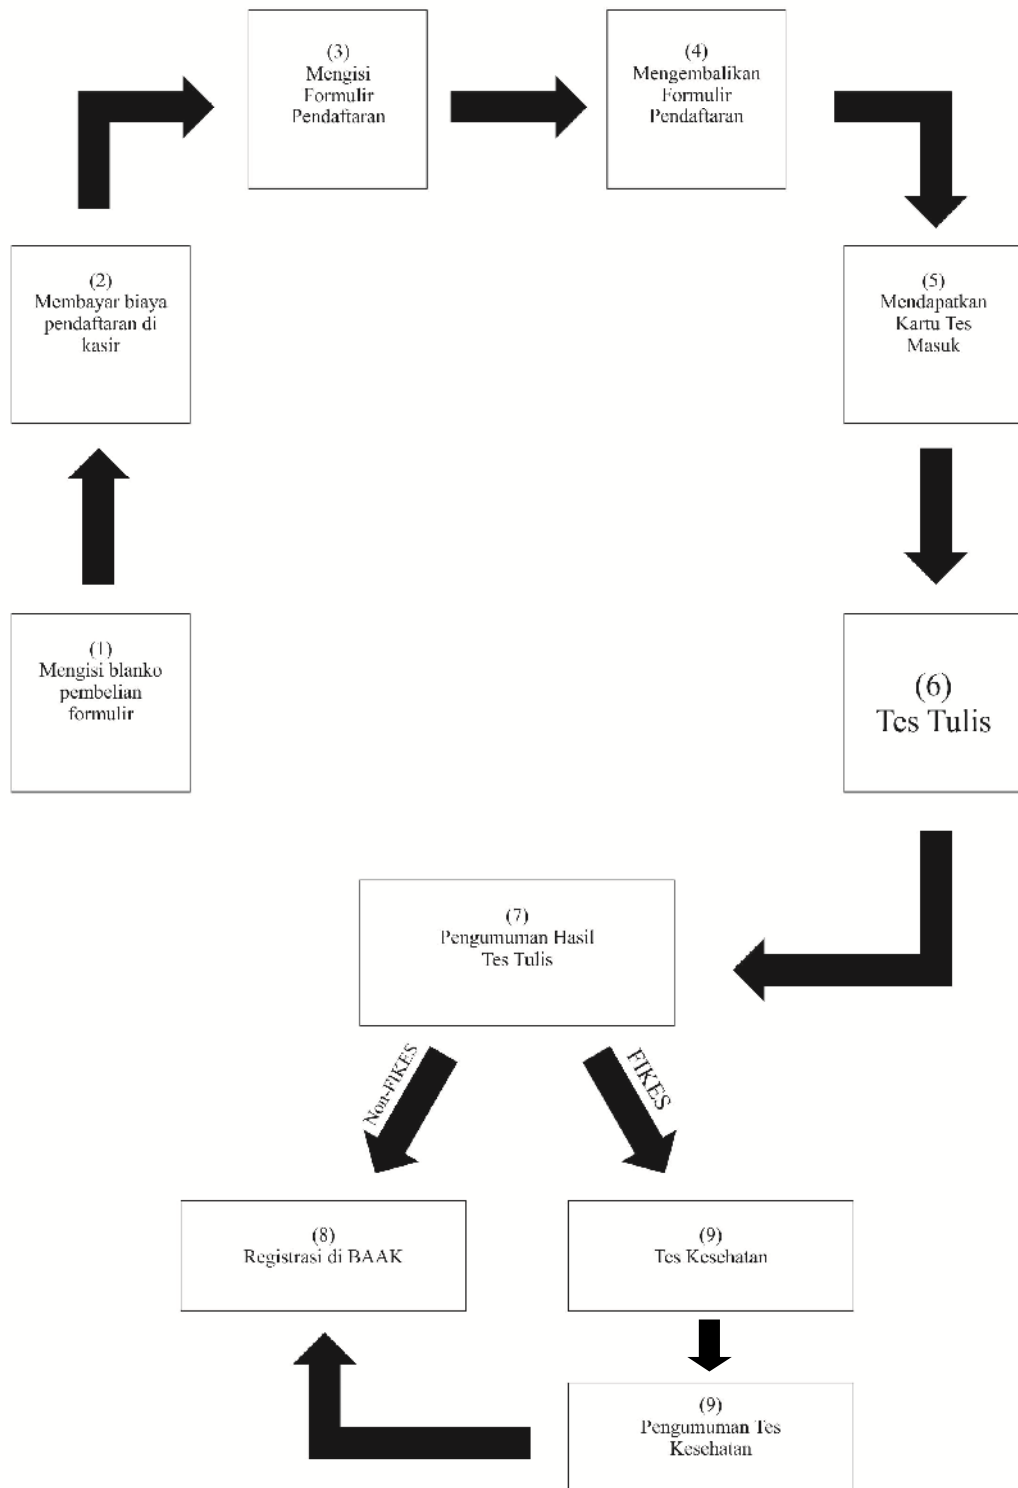 (1)
Mengisi blanko
pembelian
formulir
(2)
Membayar biaya
pendaftaran di
kasir
(3)
Mengisi
Formulir
Pendaftaran
(4)
Mengembalikan
Formulir
Pendaftaran
(5)
Mendapatkan
Kartu Tes
Masuk
(6)
Tes Tulis
(7)
Pengumuman Hasil
Tes Tulis
Non-FIKES
FIKES
(8)
Registrasi di BAAK
(9)
Tes Kesehatan
(9)
Pengumuman Tes
Kesehatan